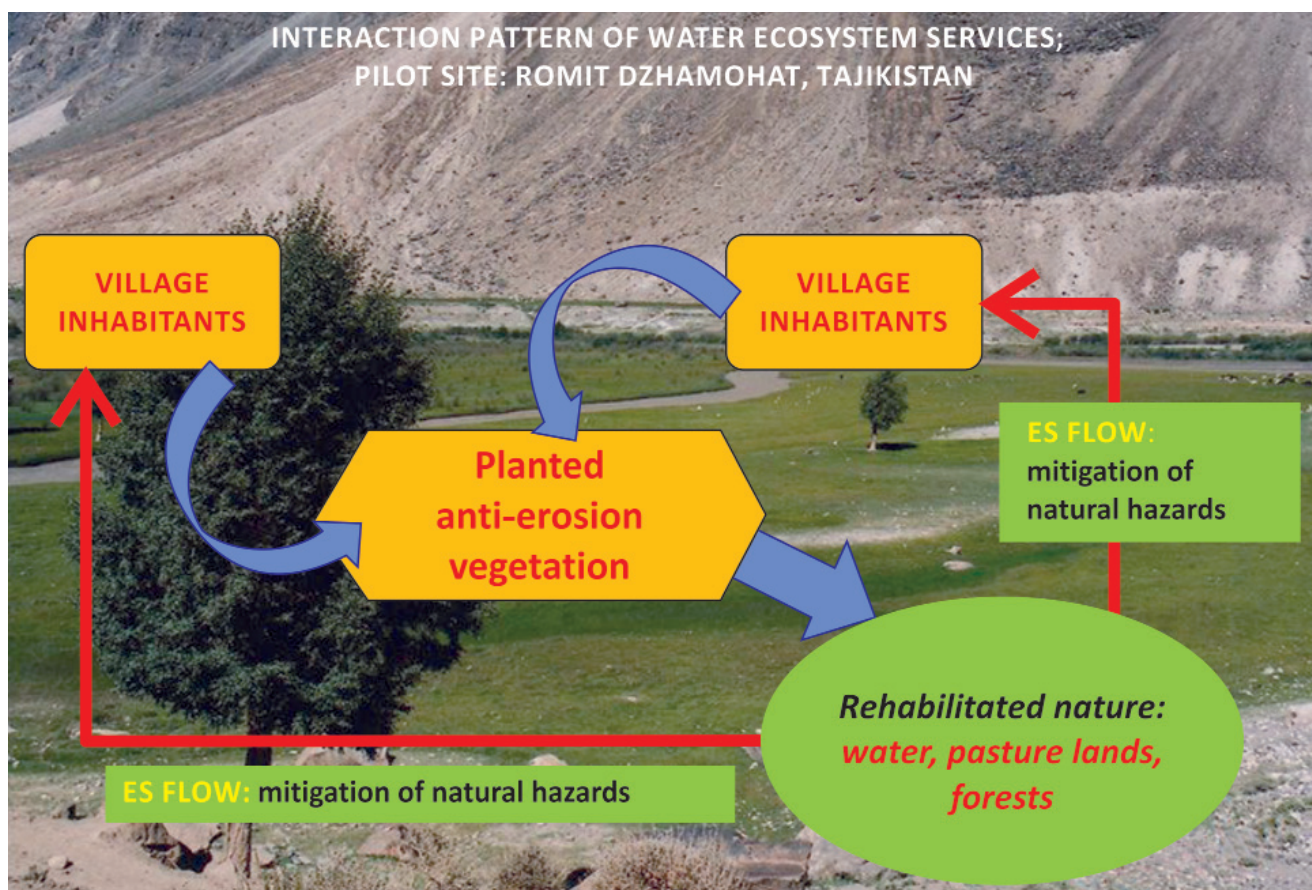 INTERACTION PATTERN OF WATER ECOSYSTEM SERVICES;
PILOT SITE: ROMIT DZHAMOHAT, TAJIKISTAN
VILLAGE
INHABITANTS
VILLAGE
INHABITANTS
Planted
anti-erosion
vegetation
ES FLOW:
mitigation of
natural hazards
Rehabilitated nature:
water, pasture lands,
forests
ES FLOW: mitigation of natural hazards